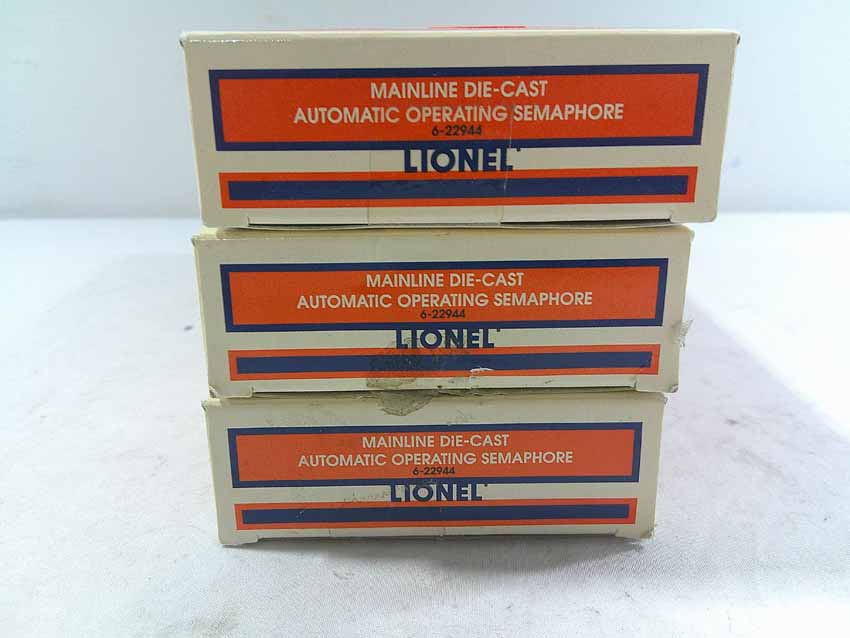 MAINLINE DIE-CAST
AUTOMATIC OPERATING SEMAPHORE
6-22944
LIONEL
MAINLINE DIE-CAST
AUTOMATIC OPERATING SEMAPHORE
6-22944
LIONEL
MAINLINE DIE-CAST
AUTOMATIC OPERATING SEMAPHORE
6-22944
LIONEL